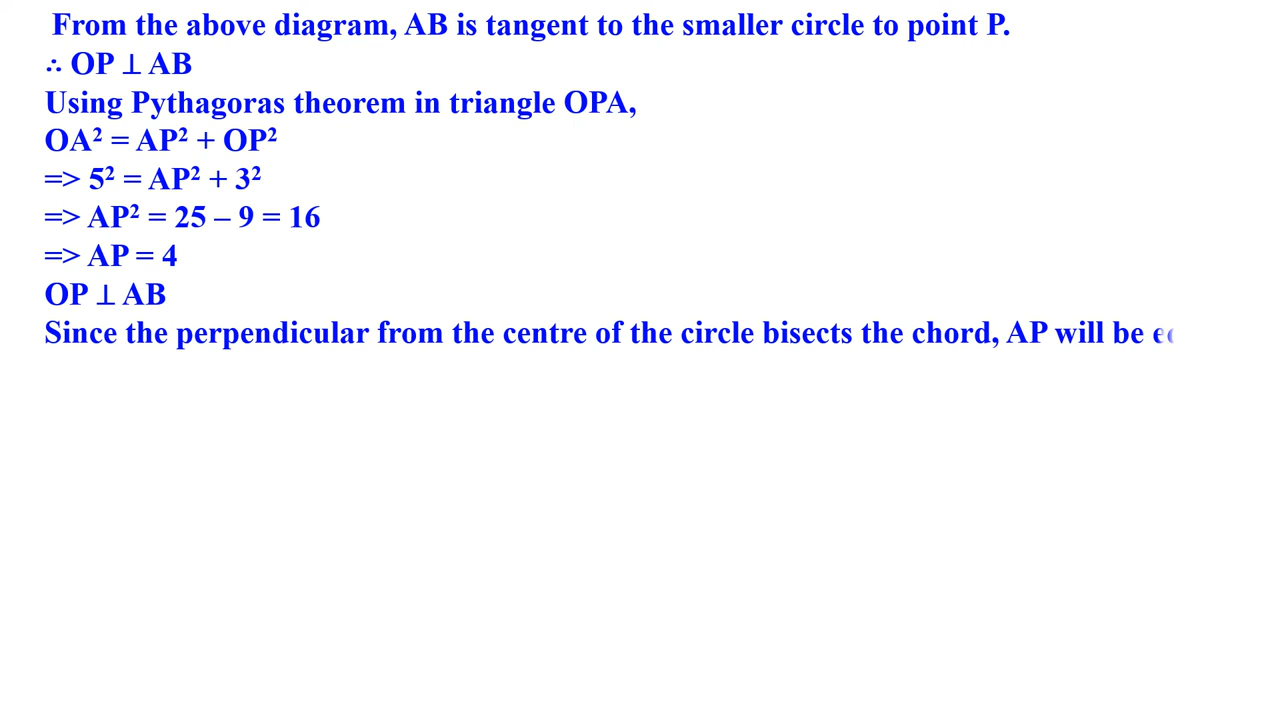 From the above diagram, AB is tangent to the smaller circle to point P.
∴ OP ⊥ AB
Using Pythagoras theorem in triangle OPA,
OA² = AP² + OP²
=> 5² = AP² + 3²
=> AP² = 25 – 9 = 16
=> AP = 4
OP ⊥ AB
Since the perpendicular from the centre of the circle bisects the chord, AP will be